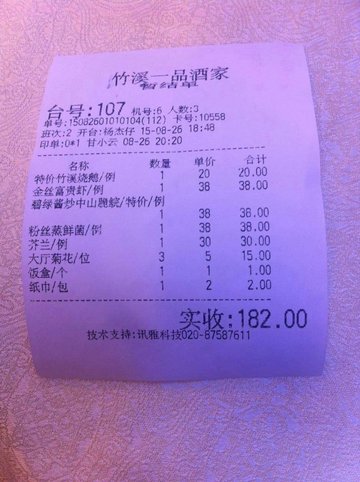 竹溪一品酒家
暂结单
台号:107 机号:6 人数:3
单号:15082601010104(112) 卡号:10558
班次:2 开台:杨杰仔 15-08-26 18:48
印单:0*1 甘小云 08-26 20:20
名称 数量 单价 合计
特价竹溪烧鹅/例 1 20 20.00
金丝富贵虾/例 1 38 38.00
碧绿酱炒中山脆鲩/特价/例
1 38 38.00
粉丝蒸鲜菌/例 1 38 38.00
芥兰/例 1 30 30.00
大厅菊花/位 3 5 15.00
饭盒/个 1 1 1.00
纸巾/包 1 2 2.00
实收:182.00
技术支持:讯雅科技020-87587611